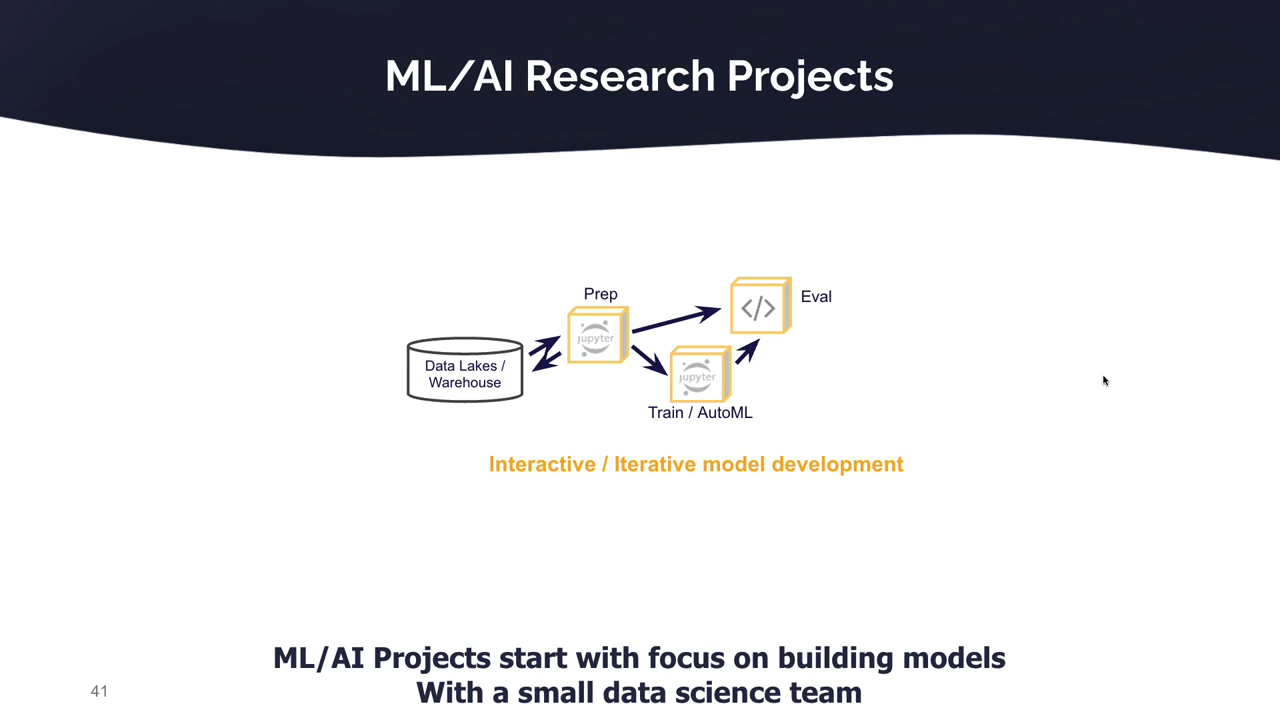 ML/AI Research Projects
Prep
jupyter
</>
Eval
Data Lakes /
Warehouse
jupyter
Train / AutoML
Interactive / Iterative model development
ML/AI Projects start with focus on building models
With a small data science team
41